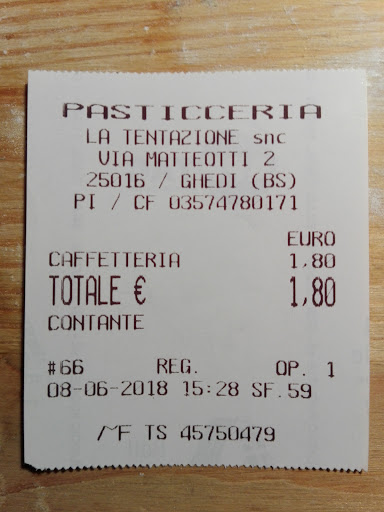 PASTICCERIA
LA TENTAZIONE snc
VIA MATTEOTTI 2
25016 / GHEDI (BS)
PI / CF 03574780171
EURO
CAFFETTERIA 1,80
TOTALE € 1,80
CONTANTE
#66 REG. OP. 1
08-06-2018 15:28 SF.59
MF TS 45750479